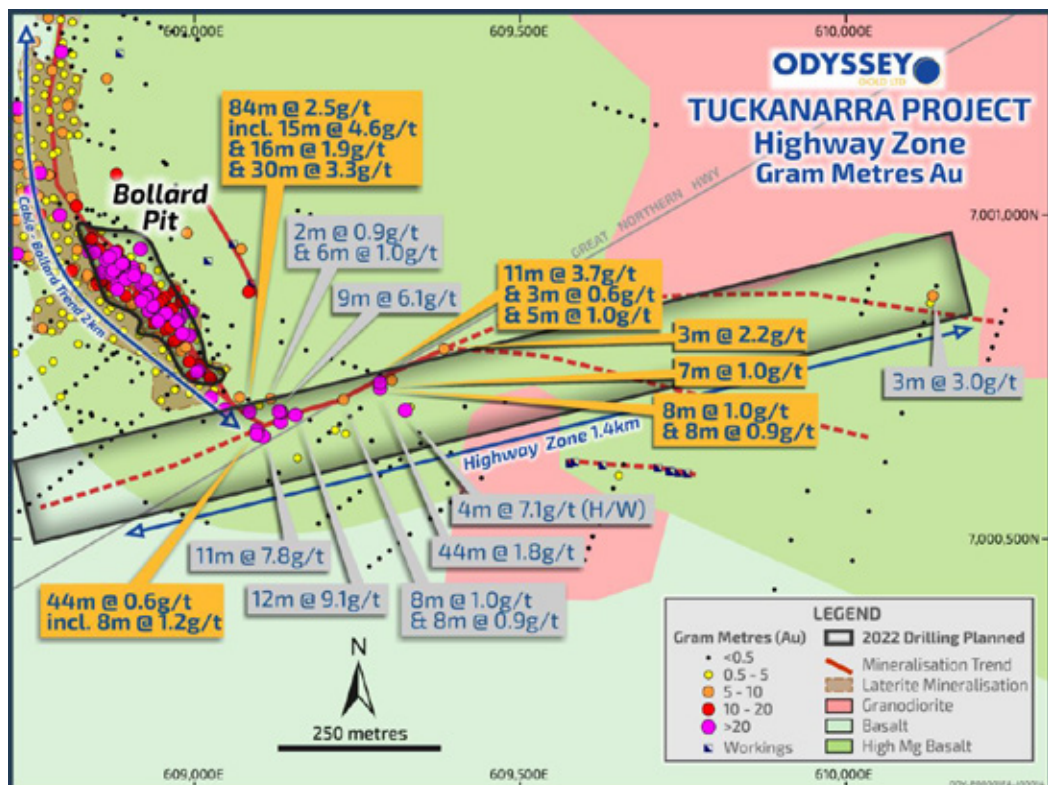 609,000E
609,500E
610,000E
ODYSSEY
GOLD LTD
TUCKANARRA PROJECT
Highway Zone
Gram Metres Au
84m @ 2.5g/t
incl. 15m @ 4.6g/t
& 16m @ 1.9g/t
& 30m @ 3.3g/t
Bollard
Pit
Cable - Bollard Trend 2km
GREAT NORTHERN HWY
7,001,000N
2m @ 0.9g/t
& 6m @ 1.0g/t
9m @ 6.1g/t
11m @ 3.7g/t
& 3m @ 0.6g/t
& 5m @ 1.0g/t
3m @ 2.2g/t
7m @ 1.0g/t
3m @ 3.0g/t
8m @ 1.0g/t
& 8m @ 0.9g/t
Highway Zone 1.4km
4m @ 7.1g/t (H/W)
44m @ 1.8g/t
7,000,500N
11m @ 7.8g/t
12m @ 9.1g/t
8m @ 1.0g/t
& 8m @ 0.9g/t
44m @ 0.6g/t
incl. 8m @ 1.2g/t
N
250 metres
LEGEND
Gram Metres (Au)
<0.5
0.5 - 5
5 - 10
10 - 20
>20
Workings
2022 Drilling Planned
Mineralisation Trend
Laterite Mineralisation
Granodiorite
Basalt
High Mg Basalt
609,000E
609,500E
610,000E